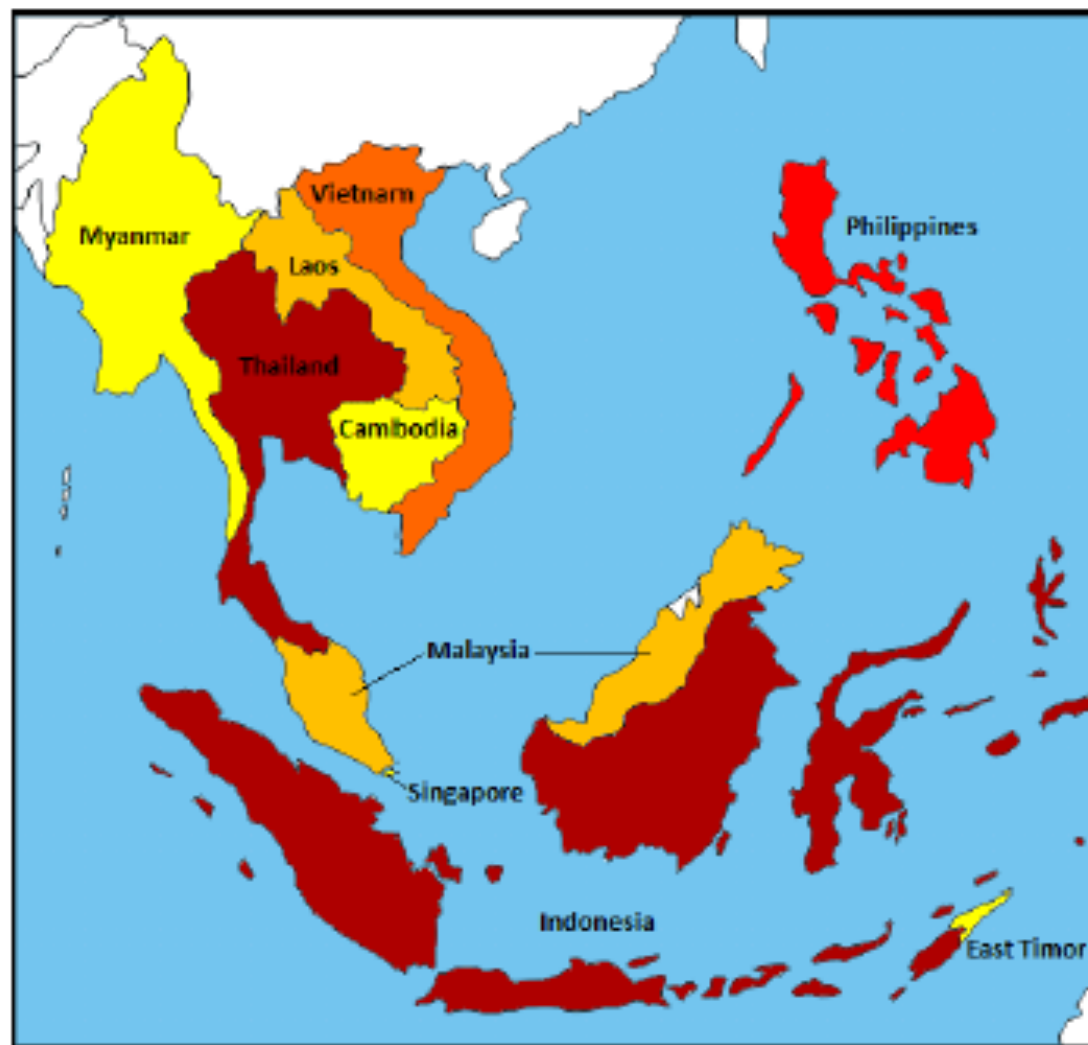 Vietnam
Philippines
Myanmar
Laos
Thailand
Cambodia
Malaysia
Singapore
Indonesia
East Timor